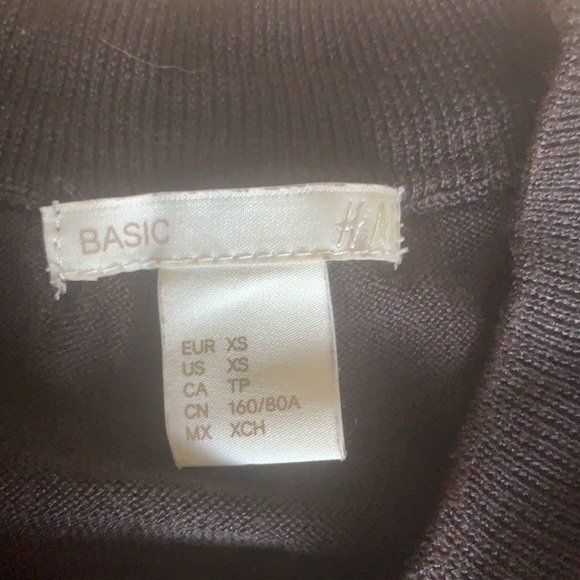 BASIC H&M
EUR XS
US XS
CA TP
CN 160/80A
MX XCH